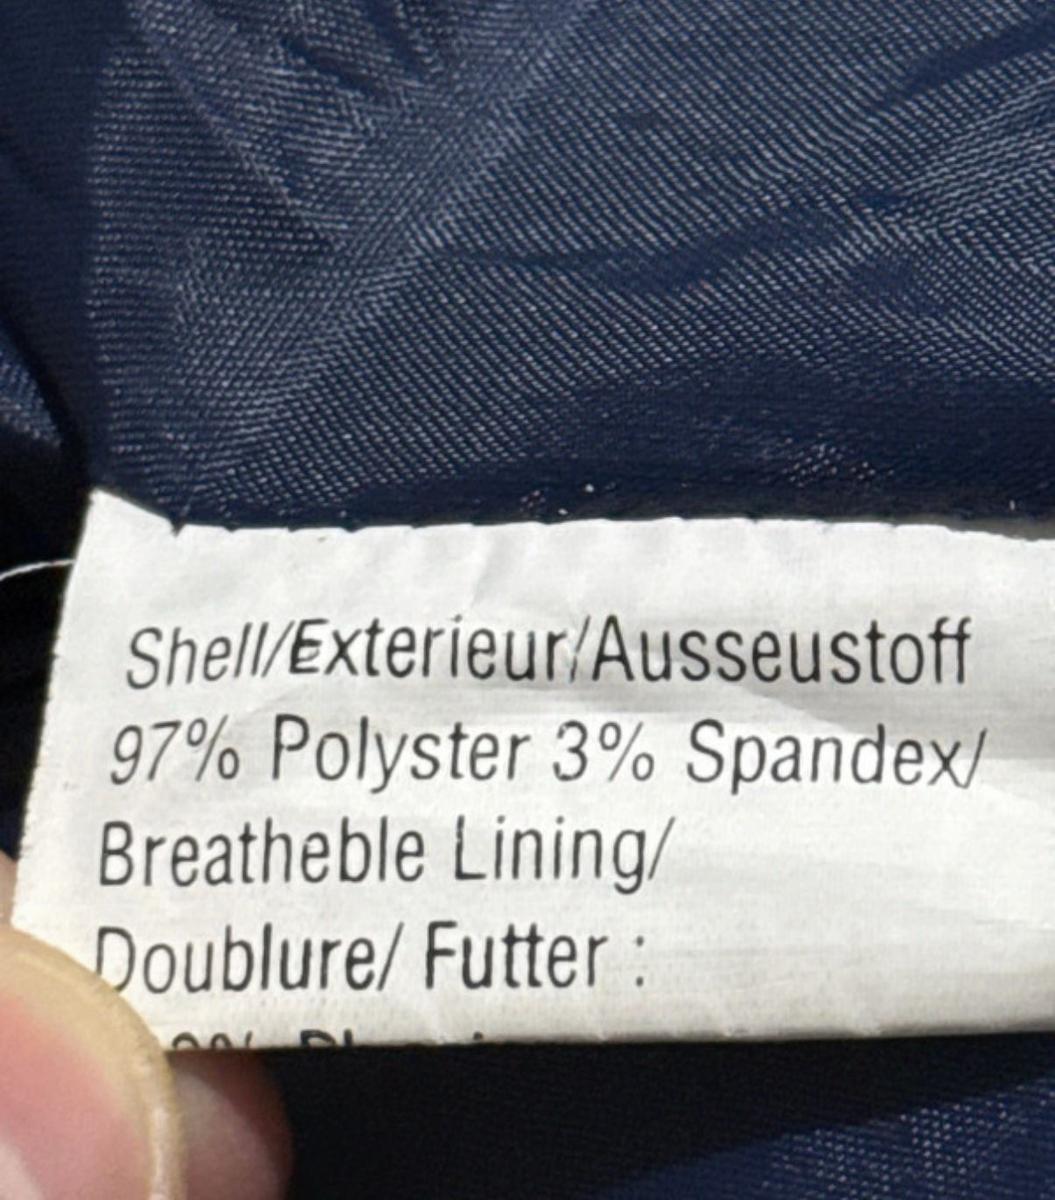 Shell/Exterieur/Ausseustoff
97% Polyster 3% Spandex/
Breatheble Lining/
Doublure/ Futter :